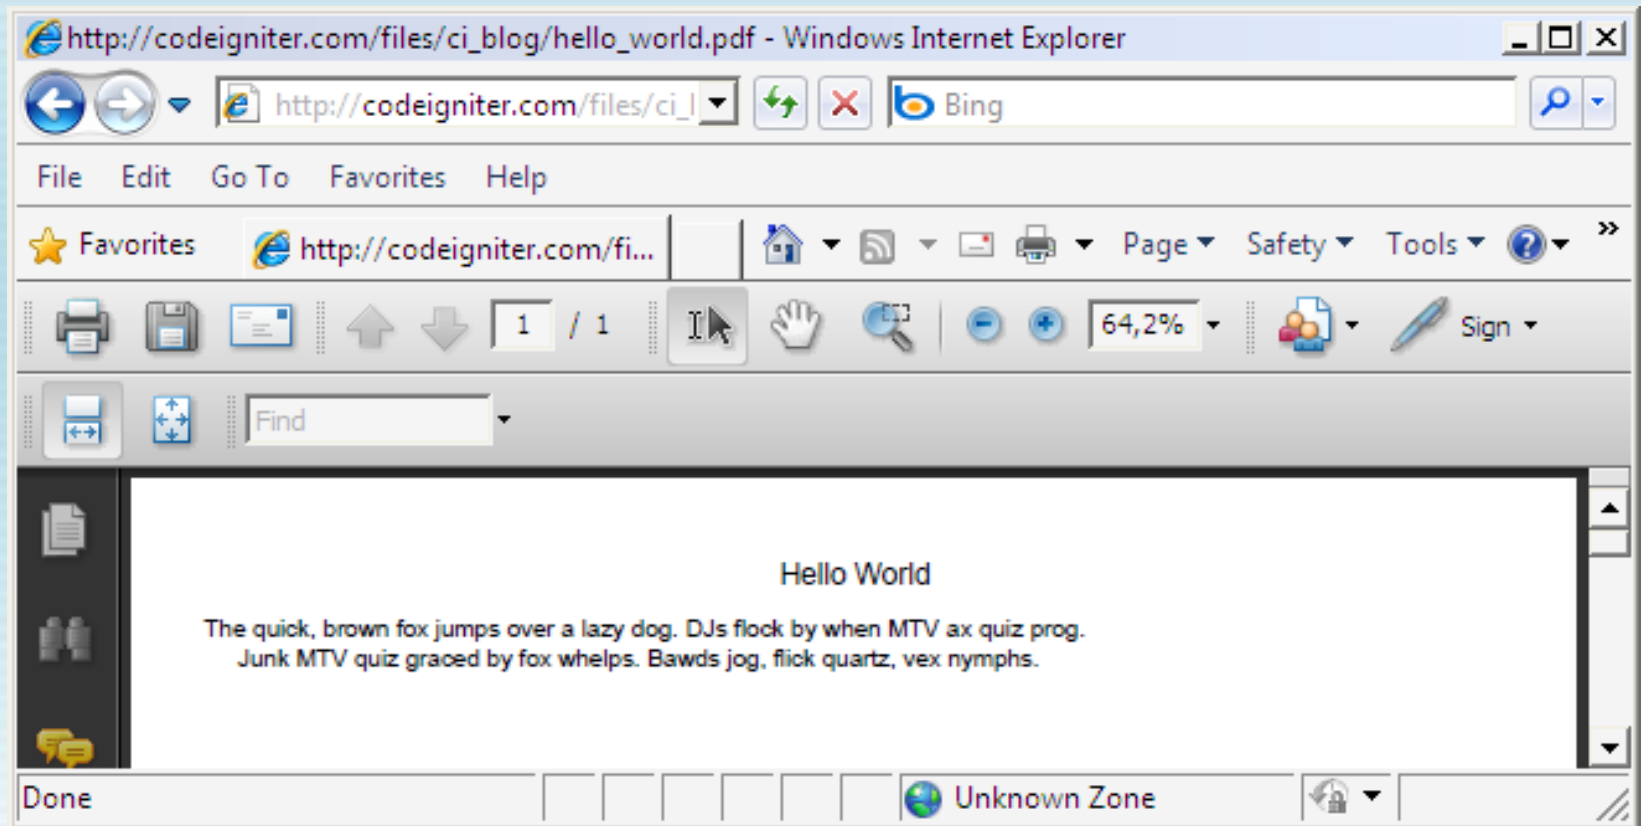 http://codeigniter.com/files/ci_blog/hello_world.pdf - Windows Internet Explorer
http://codeigniter.com/files/ci_l Bing
File Edit Go To Favorites Help
Favorites http://codeigniter.com/fi... Page Safety Tools »
1 / 1 64,2% Sign
Find
Hello World
The quick, brown fox jumps over a lazy dog. DJs flock by when MTV ax quiz prog.
Junk MTV quiz graced by fox whelps. Bawds jog, flick quartz, vex nymphs.
Done Unknown Zone